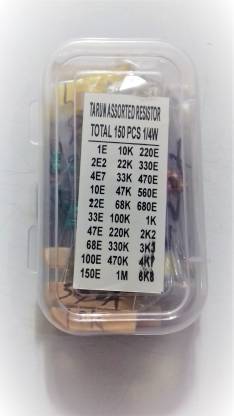 TARUN ASSORTED RESISTOR
TOTAL 150 PCS 1/4W
1E 10K 220E
2E2 22K 330E
4E7 33K 470E
10E 47K 560E
22E 68K 680E
33E 100K 1K
47E 220K 2K2
68E 330K 3K3
100E 470K 4K7
150E 1M 6K8